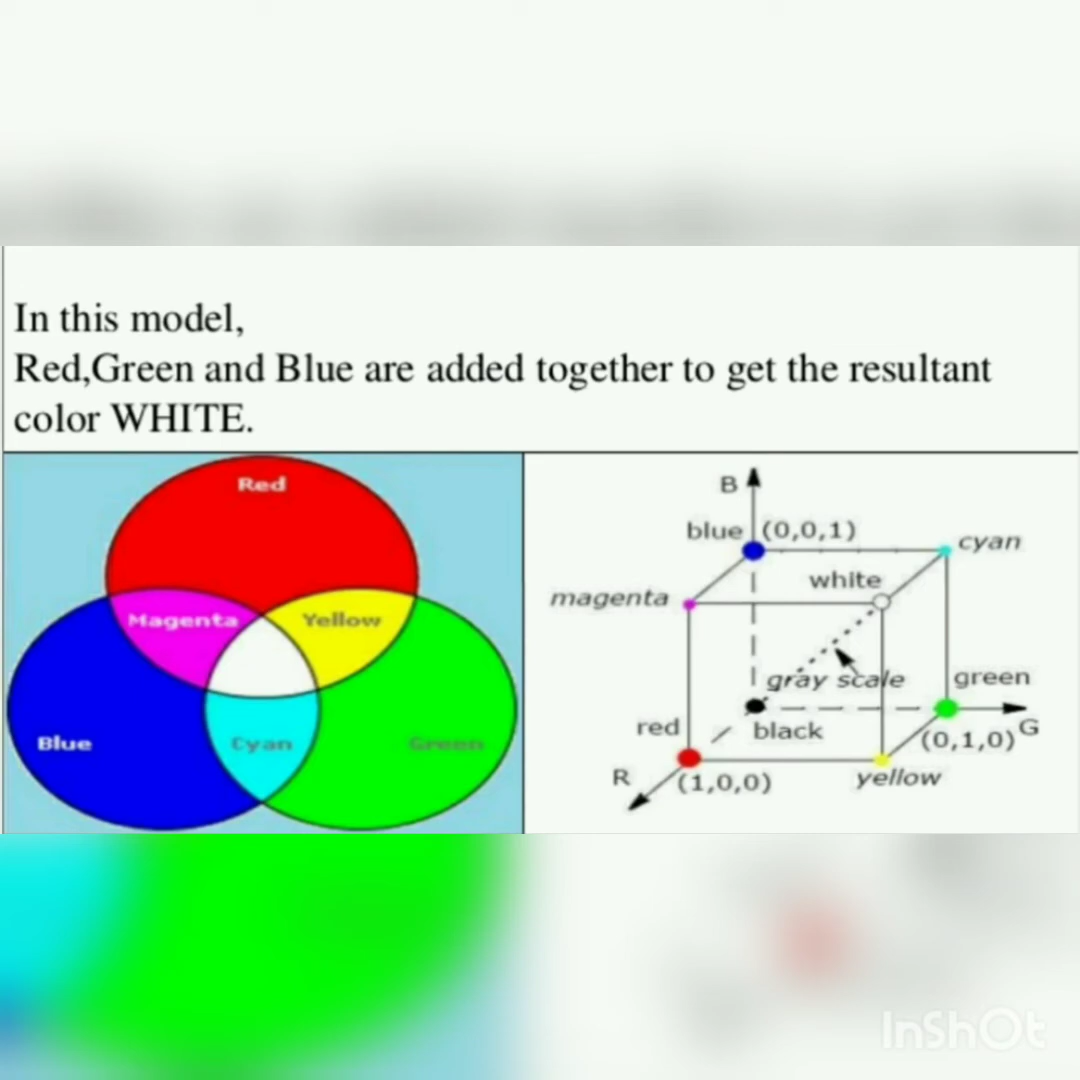 In this model,
Red,Green and Blue are added together to get the resultant
color WHITE.
Red
Magenta
Yellow
Blue
Cyan
Green
B
blue
(0,0,1)
cyan
white
magenta
gray scale
green
red
black
(0,1,0)
G
R
(1,0,0)
yellow
InShOt